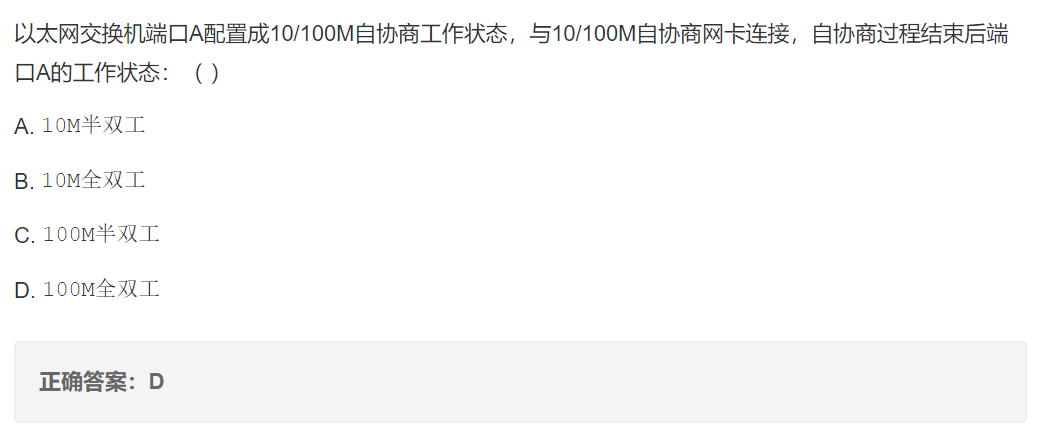 以太网交换机端口A配置成10/100M自协商工作状态，与10/100M自协商网卡连接，自协商过程结束后端
口A的工作状态：（ ）
A. 10M半双工
B. 10M全双工
C. 100M半双工
D. 100M全双工
正确答案：D